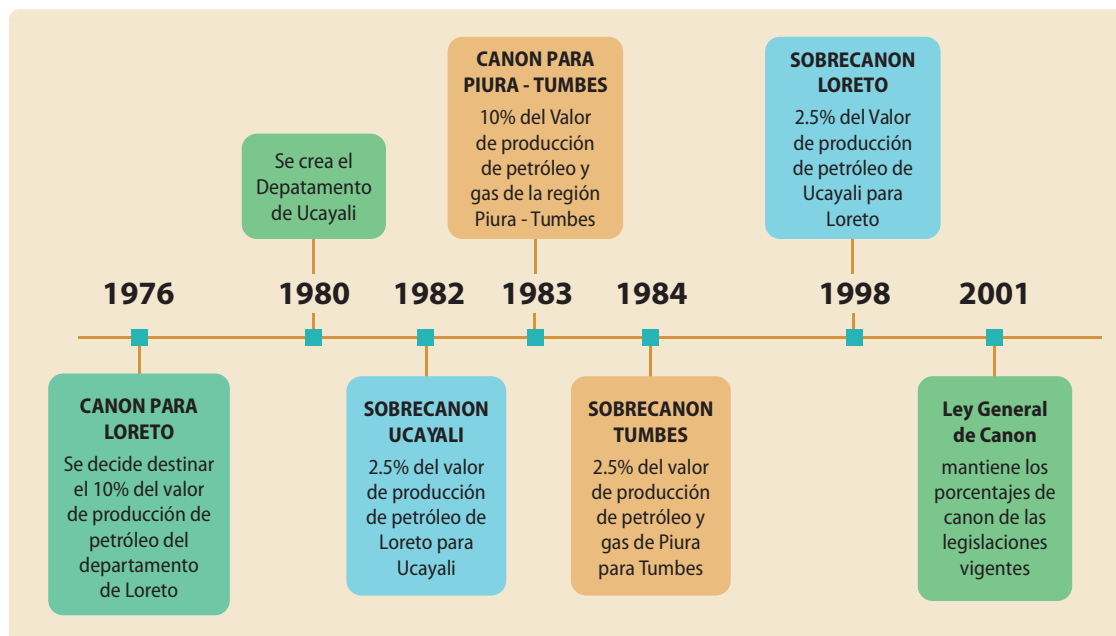 CANON PARA
PIURA - TUMBES
10% del Valor
de producción
de petróleo y
gas de la región
Piura - Tumbes
SOBRECANON
LORETO
2.5% del Valor
de producción
de petróleo de
Ucayali para
Loreto
Se crea el
Depatamento
de Ucayali
1976
1980
1982
1983
1984
1998
2001
CANON PARA
LORETO
Se decide destinar
el 10% del valor
de producción de
petróleo del
departamento
de Loreto
SOBRECANON
UCAYALI
2.5% del valor
de producción
de petróleo de
Loreto para
Ucayali
SOBRECANON
TUMBES
2.5% del valor
de producción
de petróleo y
gas de Piura
para Tumbes
Ley General
de Canon
mantiene los
porcentajes de
canon de las
legislaciones
vigentes